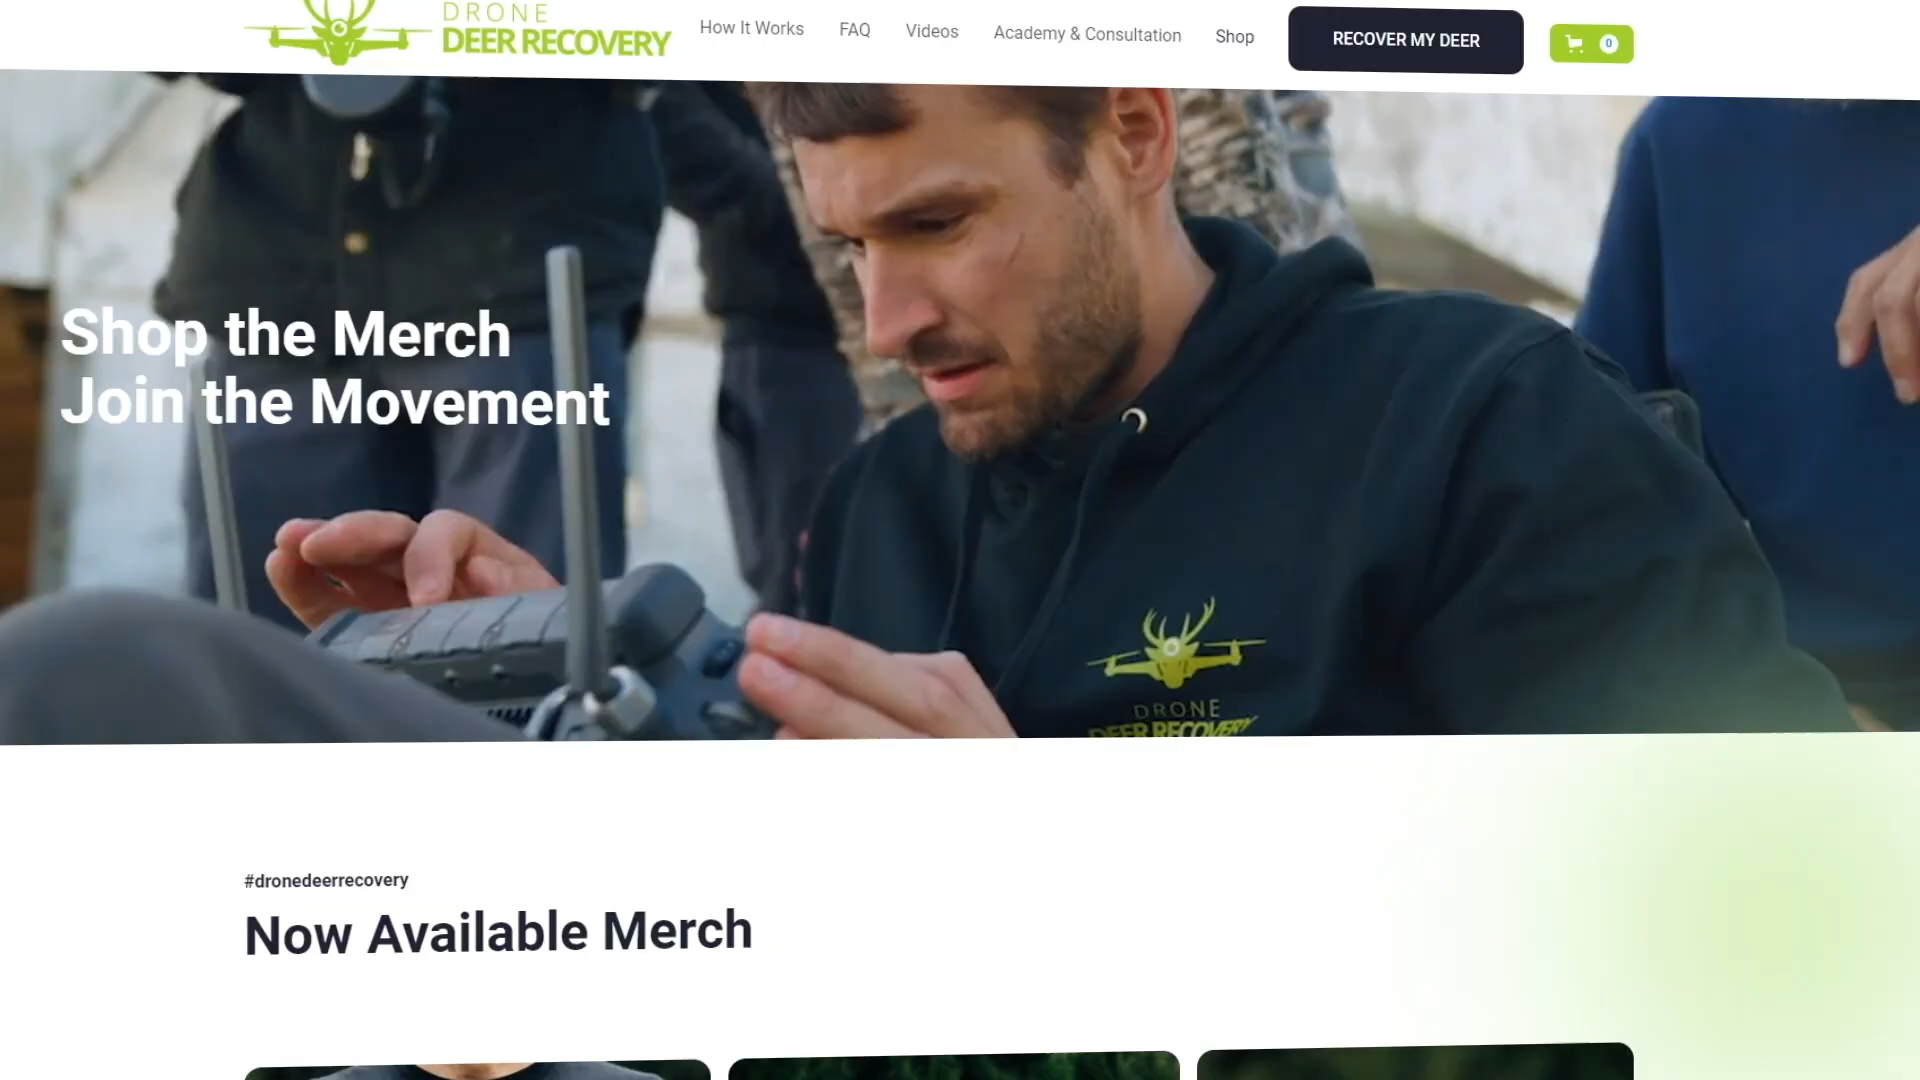 DRONE
DEER RECOVERY
How It Works
FAQ
Videos
Academy & Consultation
Shop
RECOVER MY DEER
0
Shop the Merch
Join the Movement
DRONE
DEER RECOVERY
#dronedeerrecovery
Now Available Merch